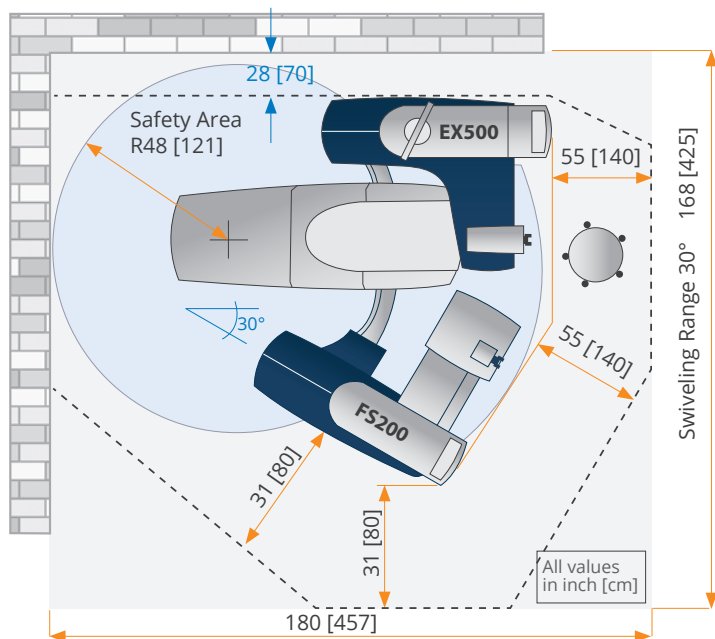 28 [70]
Safety Area
R48 [121]
EX500
55 [140]
30°
55 [140]
FS200
31 [80]
31 [80]
Swiveling Range 30° 168 [425]
All values
in inch [cm]
180 [457]